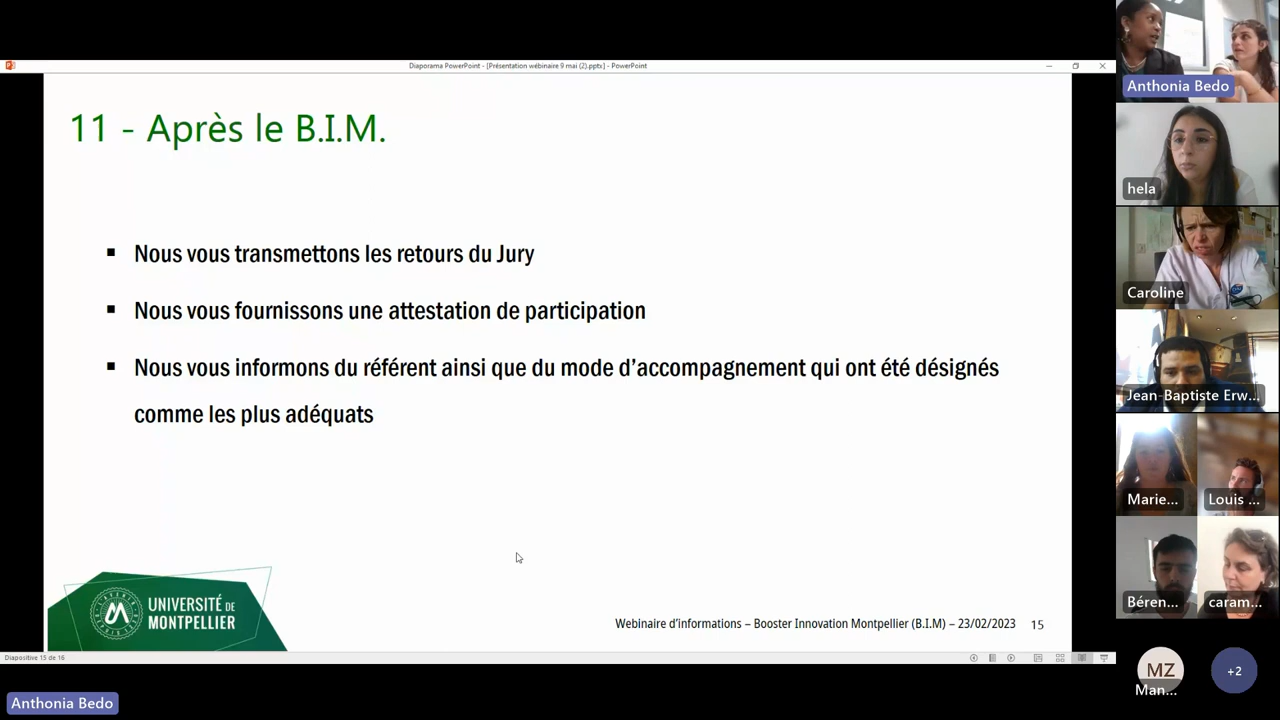 Diaporama PowerPoint - [Présentation wébinaire 9 mai (2).pptx] - PowerPoint
11 - Après le B.I.M.
▪ Nous vous transmettons les retours du Jury
▪ Nous vous fournissons une attestation de participation
▪ Nous vous informons du référent ainsi que du mode d'accompagnement qui ont été désignés
comme les plus adéquats
UNIVERSITÉ DE
MONTPELLIER
Webinaire d'informations – Booster Innovation Montpellier (B.I.M) – 23/02/2023 15
Diapositive 15 de 16
Anthonia Bedo
Anthonia Bedo
hela
Caroline
Jean-Baptiste Erw...
Marie...
Louis ...
Béren...
caram...
MZ
Man...
+2